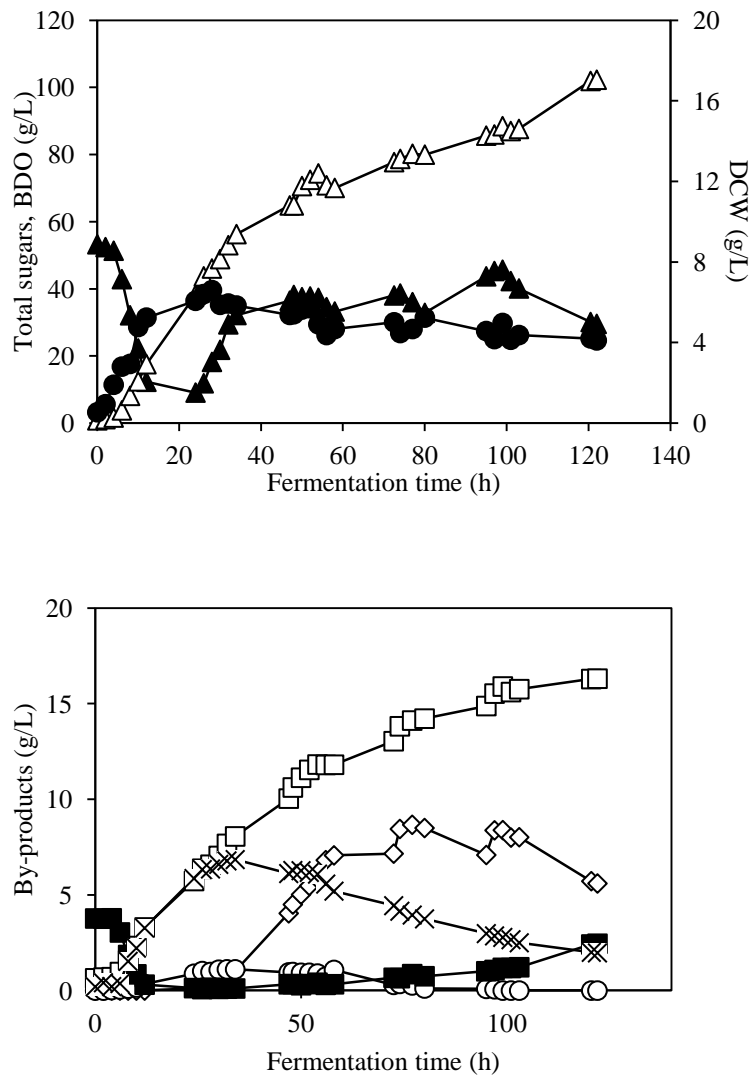 120
100
80
60
40
20
0
Total sugars, BDO (g/L)
20
16
12
8
4
0
DCW (g/L)
0 20 40 60 80 100 120 140
Fermentation time (h)
20
15
10
5
0
By-products (g/L)
0 50 100
Fermentation time (h)